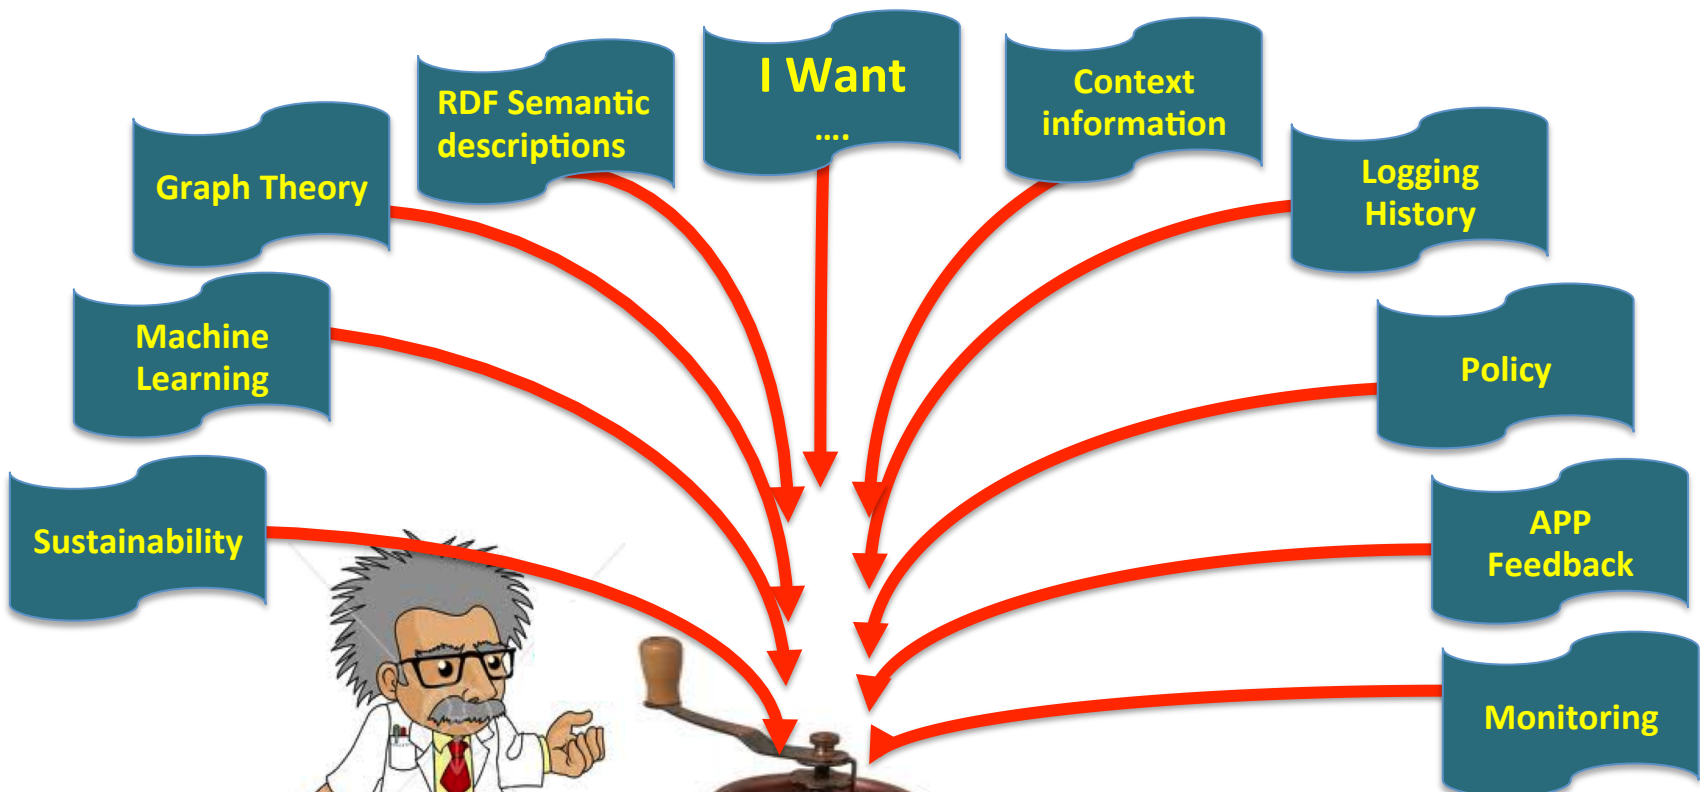 I Want
....
RDF Semantic
descriptions
Context
information
Graph Theory
Logging
History
Machine
Learning
Policy
Sustainability
APP
Feedback
Monitoring